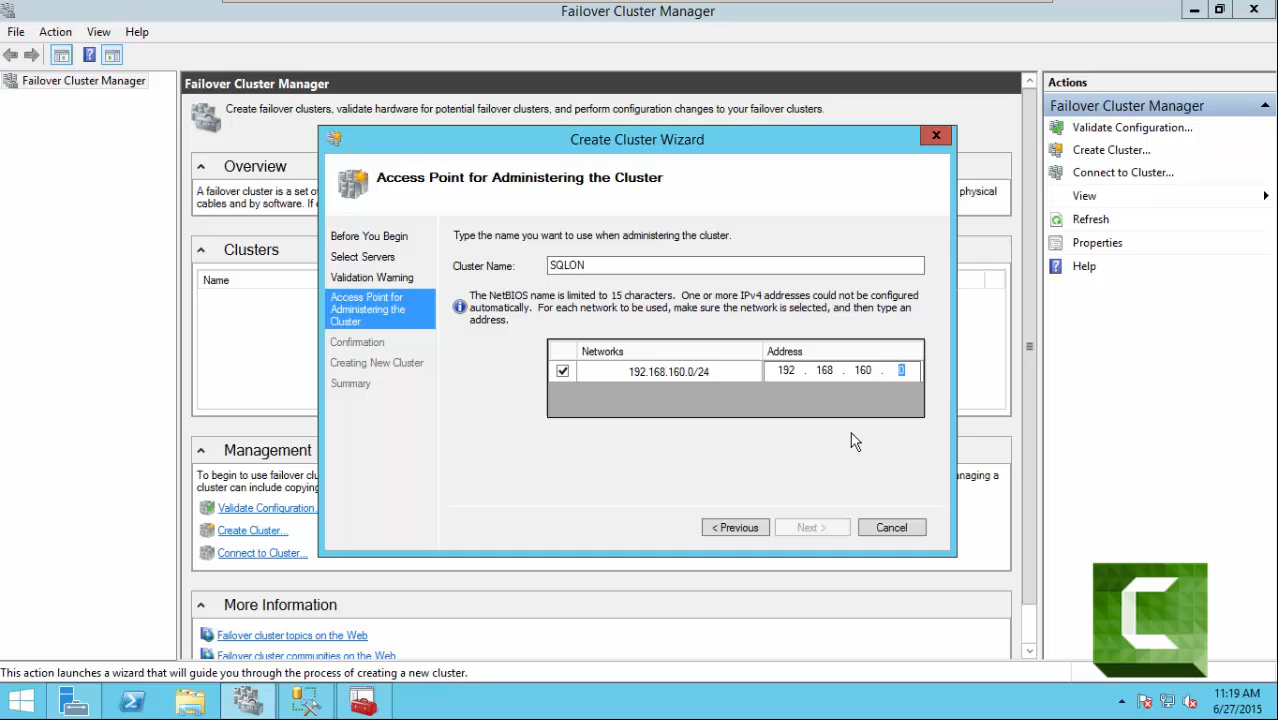 Failover Cluster Manager
File Action View Help
Failover Cluster Manager
Failover Cluster Manager
Create failover clusters, validate hardware for potential failover clusters, and perform configuration changes to your failover clusters.
Overview
A failover cluster is a set of
physical
cables and by software. If
Clusters
Name
Management
To begin to use failover clu
naging a
cluster can include copying
Validate Configuration...
Create Cluster...
Connect to Cluster...
More Information
Failover cluster topics on the Web
Failover cluster communities on the Web
Create Cluster Wizard
X
Access Point for Administering the Cluster
Before You Begin
Select Servers
Validation Warning
Access Point for
Administering the
Cluster
Confirmation
Creating New Cluster
Summary
Type the name you want to use when administering the cluster.
Cluster Name: SQLON
The NetBIOS name is limited to 15 characters. One or more IPv4 addresses could not be configured
automatically. For each network to be used, make sure the network is selected, and then type an
address.
Networks Address
192.168.160.0/24 192 . 168 . 160 . 0
< Previous Next > Cancel
Actions
Failover Cluster Manager
Validate Configuration...
Create Cluster...
Connect to Cluster...
View
Refresh
Properties
Help
This action launches a wizard that will guide you through the process of creating a new cluster.
11:19 AM
6/27/2015